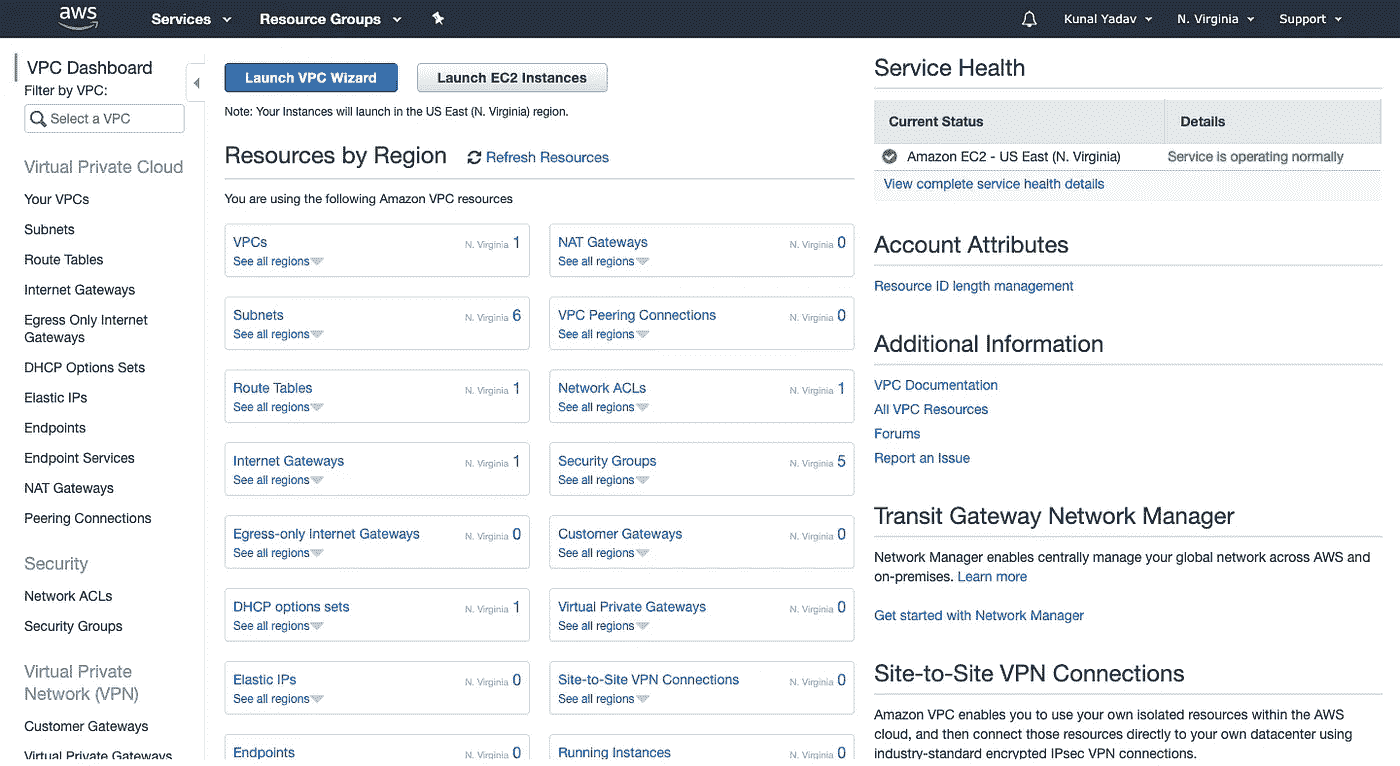 aws
Services
Resource Groups
Kunal Yadav
N. Virginia
Support
VPC Dashboard
Filter by VPC:
Select a VPC
Virtual Private Cloud
Your VPCs
Subnets
Route Tables
Internet Gateways
Egress Only Internet
Gateways
DHCP Options Sets
Elastic IPs
Endpoints
Endpoint Services
NAT Gateways
Peering Connections
Security
Network ACLs
Security Groups
Virtual Private
Network (VPN)
Customer Gateways
Virtual Private Gateways
Launch VPC Wizard
Launch EC2 Instances
Note: Your Instances will launch in the US East (N. Virginia) region.
Resources by Region
Refresh Resources
You are using the following Amazon VPC resources
VPCs N. Virginia 1
See all regions
NAT Gateways N. Virginia 0
See all regions
Subnets N. Virginia 6
See all regions
VPC Peering Connections N. Virginia 0
See all regions
Route Tables N. Virginia 1
See all regions
Network ACLs N. Virginia 1
See all regions
Internet Gateways N. Virginia 1
See all regions
Security Groups N. Virginia 5
See all regions
Egress-only Internet Gateways N. Virginia 0
See all regions
Customer Gateways N. Virginia 0
See all regions
DHCP options sets N. Virginia 1
See all regions
Virtual Private Gateways N. Virginia 0
See all regions
Elastic IPs N. Virginia 0
See all regions
Site-to-Site VPN Connections N. Virginia 0
See all regions
Endpoints N. Virginia 0
Running Instances N. Virginia 0
Service Health
Current Status Details
Amazon EC2 - US East (N. Virginia) Service is operating normally
View complete service health details
Account Attributes
Resource ID length management
Additional Information
VPC Documentation
All VPC Resources
Forums
Report an Issue
Transit Gateway Network Manager
Network Manager enables centrally manage your global network across AWS and
on-premises. Learn more
Get started with Network Manager
Site-to-Site VPN Connections
Amazon VPC enables you to use your own isolated resources within the AWS
cloud, and then connect those resources directly to your own datacenter using
industry-standard encrypted IPsec VPN connections.